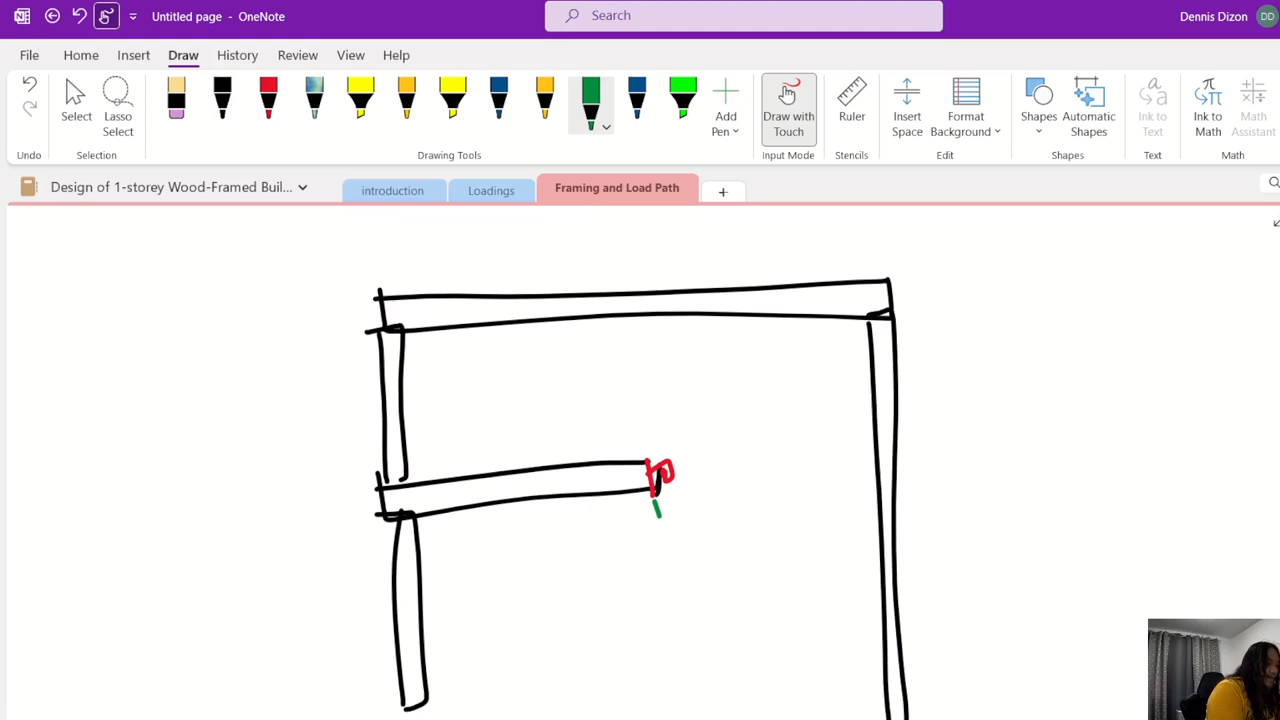 Untitled page - OneNote
Search
Dennis Dizon
DD
File
Home
Insert
Draw
History
Review
View
Help
Select
Lasso
Select
Add
Pen
Draw with
Touch
Ruler
Insert
Space
Format
Background
Shapes
Automatic
Shapes
Ink to
Text
Ink to
Math
Math
Assistant
Undo
Selection
Drawing Tools
Input Mode
Stencils
Edit
Shapes
Text
Math
Design of 1-storey Wood-Framed Buil...
introduction
Loadings
Framing and Load Path